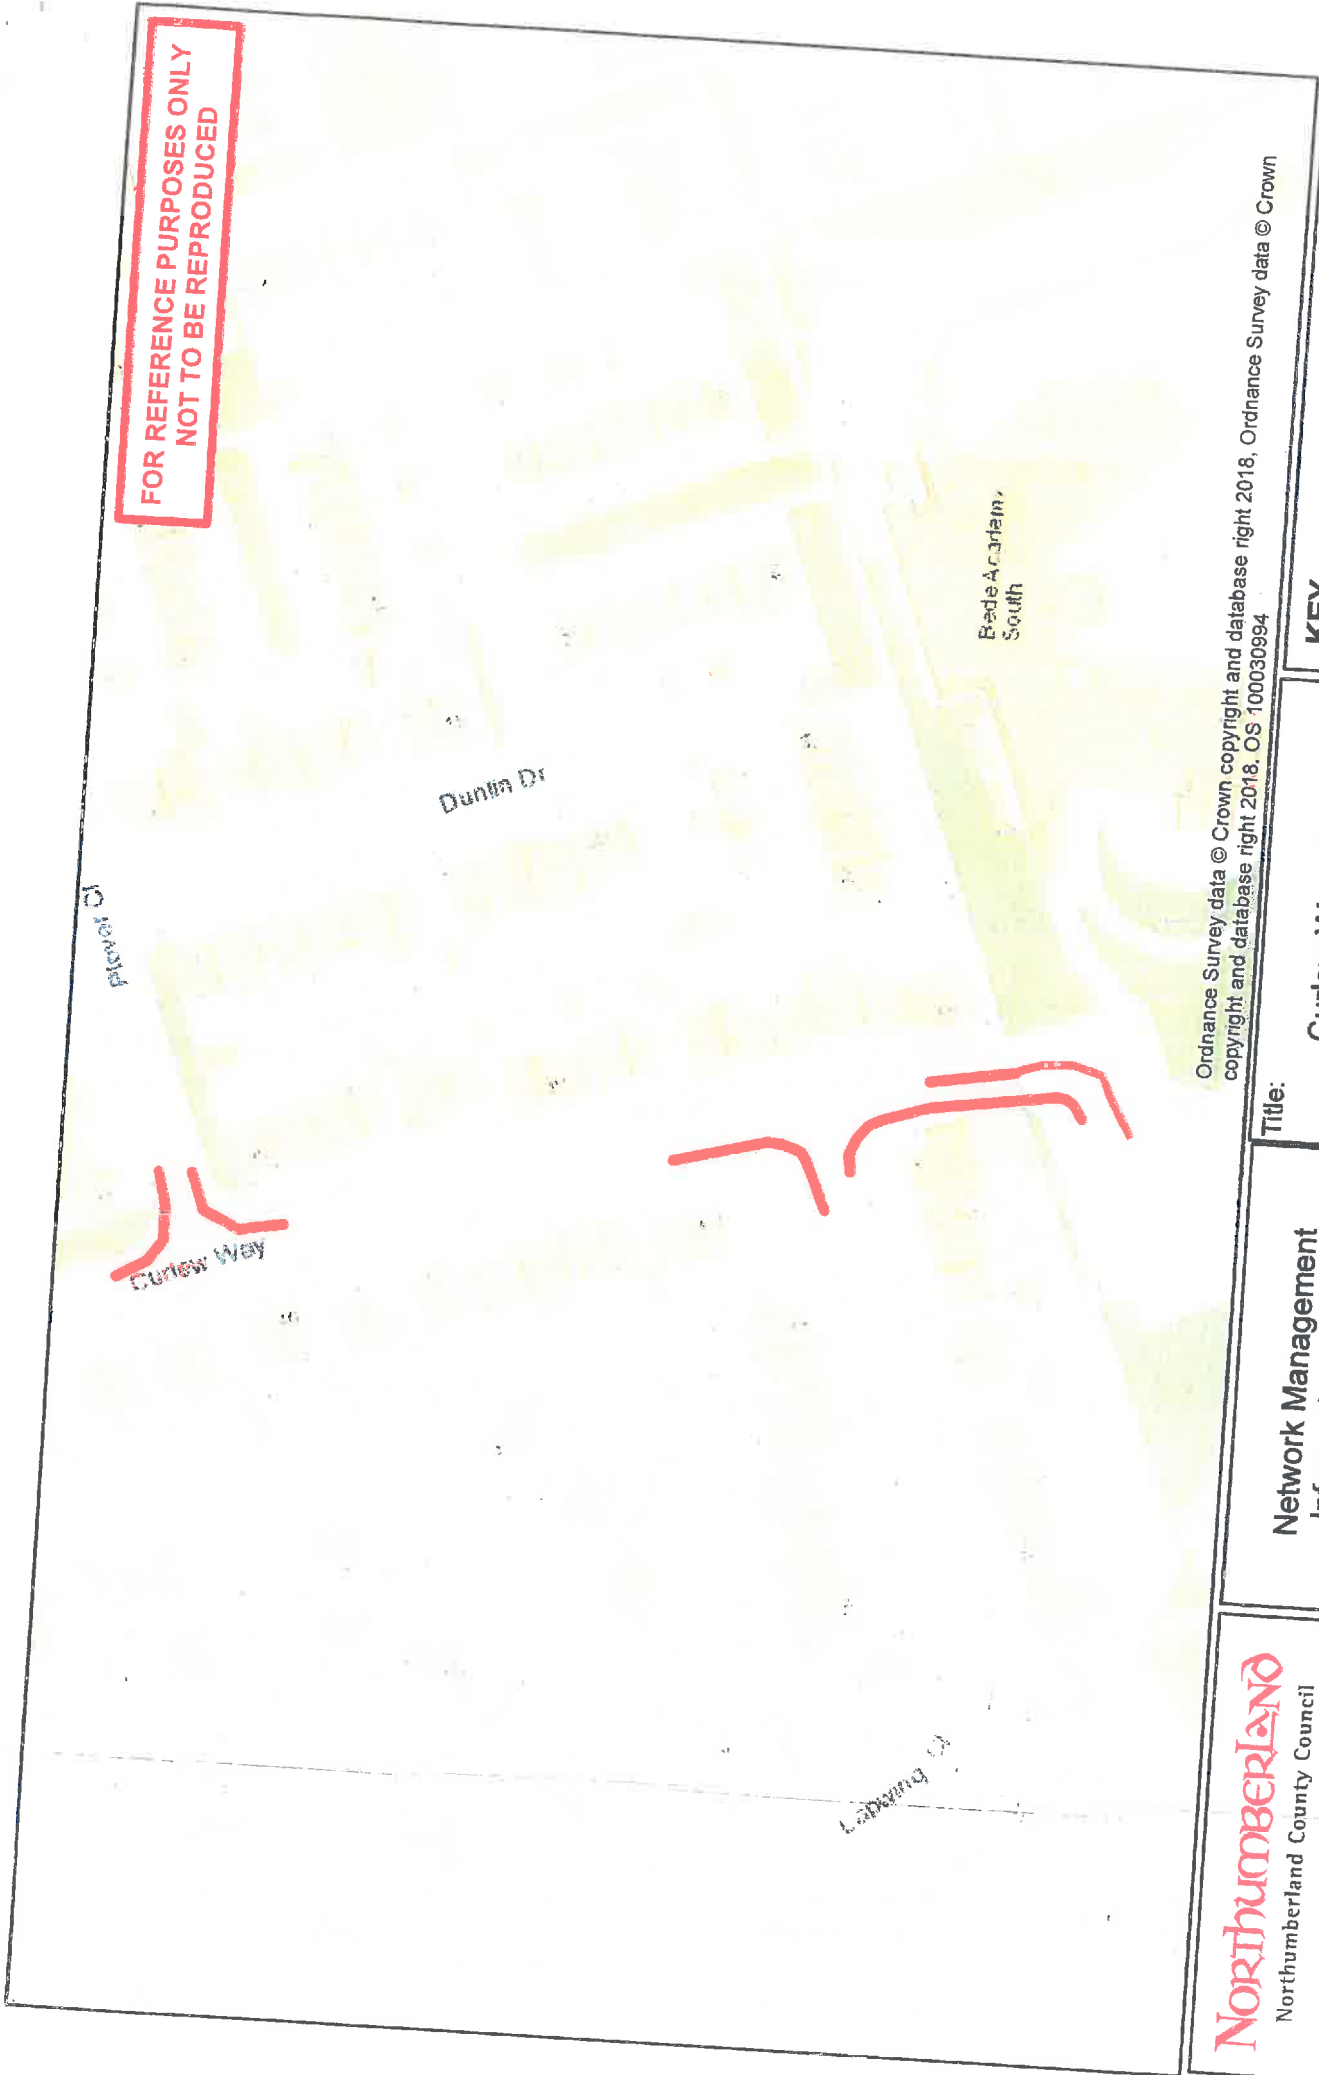 FOR REFERENCE PURPOSES ONLY
NOT TO BE REPRODUCED
Plover Cl
Dunlin Dr
Curlew Way
Bede Academy
South
Lapwing Cl
Ordnance Survey data © Crown copyright and database right 2018, Ordnance Survey data © Crown
copyright and database right 2018. OS 100030994
NORTHUMBERLAND
Northumberland County Council
Network Management
Title:
KEY